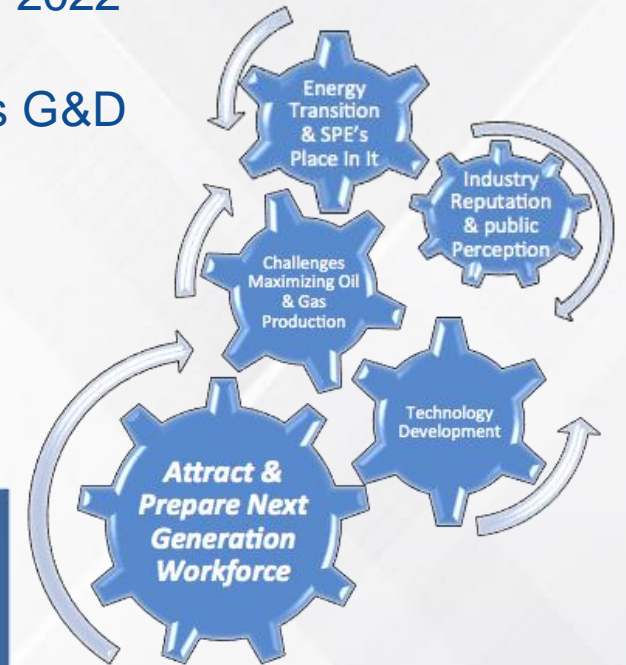 2022
s G&D
Energy
Transition
& SPE's
Place In It
Industry
Reputation
& public
Perception
Challenges
Maximizing Oil
& Gas
Production
Technology
Development
Attract &
Prepare Next
Generation
Workforce